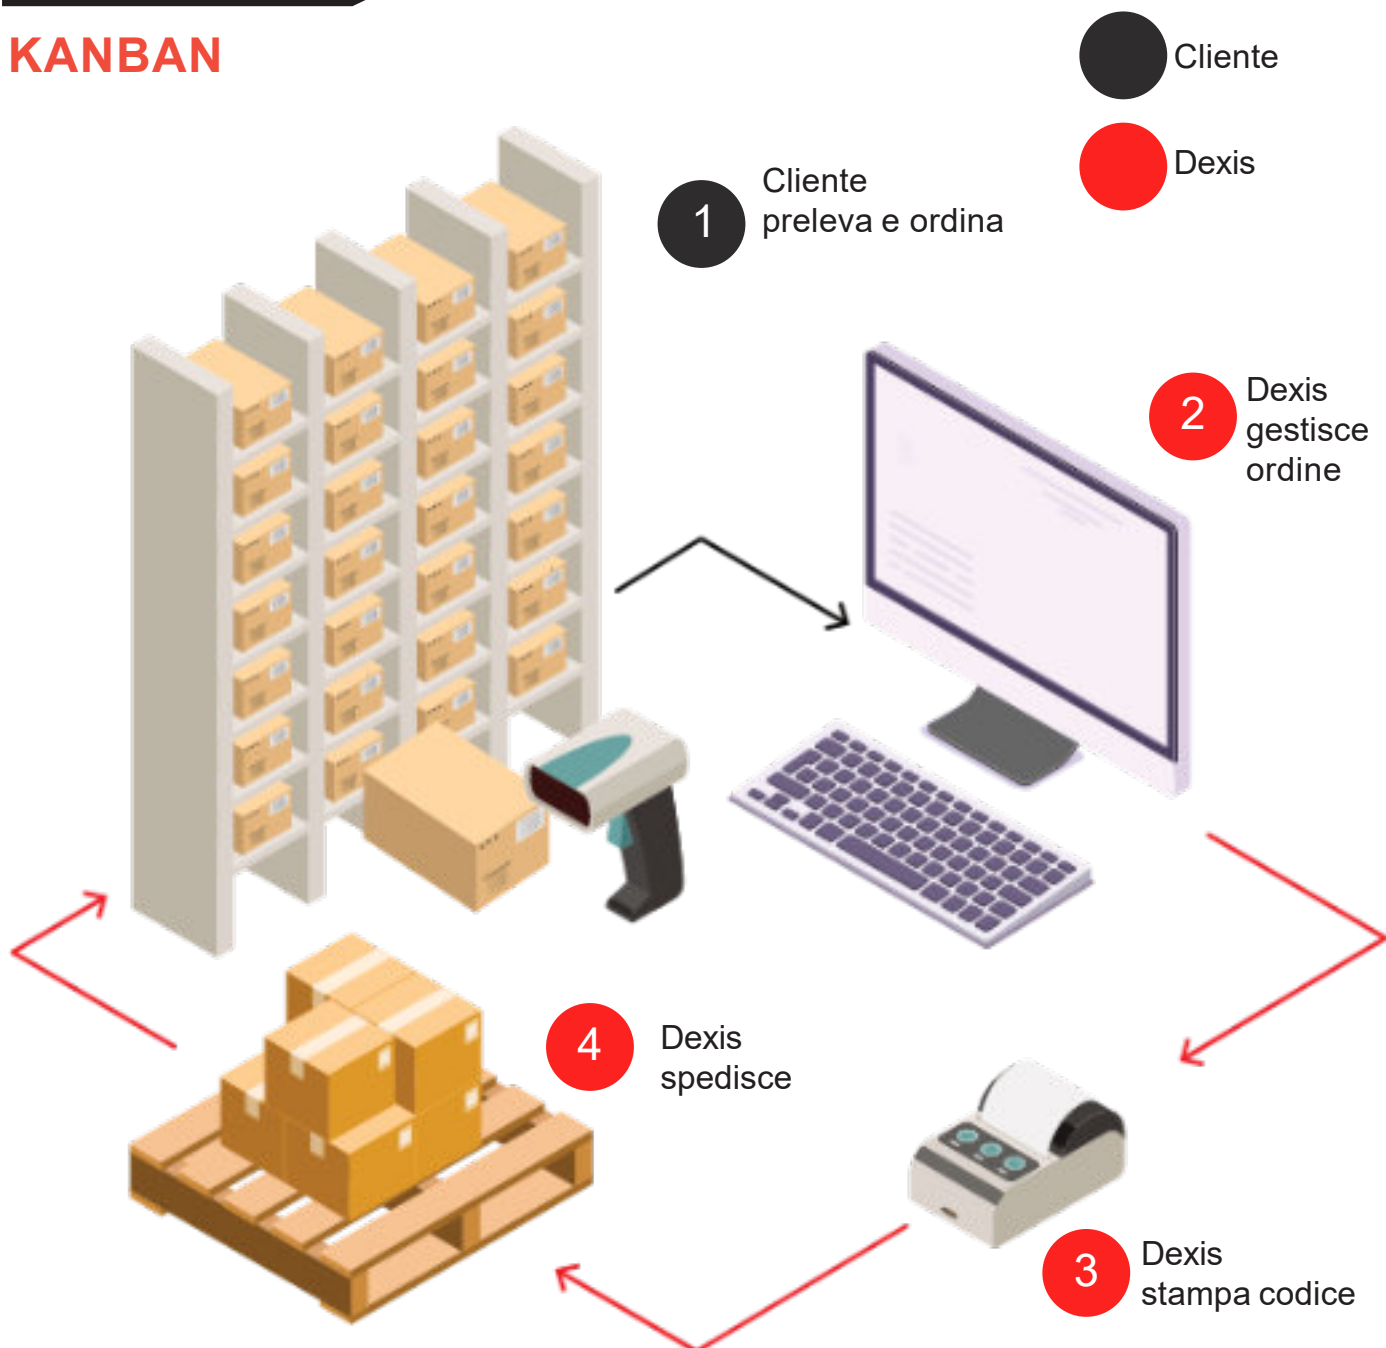 KANBAN
Cliente
Dexis
1
Cliente
preleva e ordina
2
Dexis
gestisce
ordine
4
Dexis
spedisce
3
Dexis
stampa codice